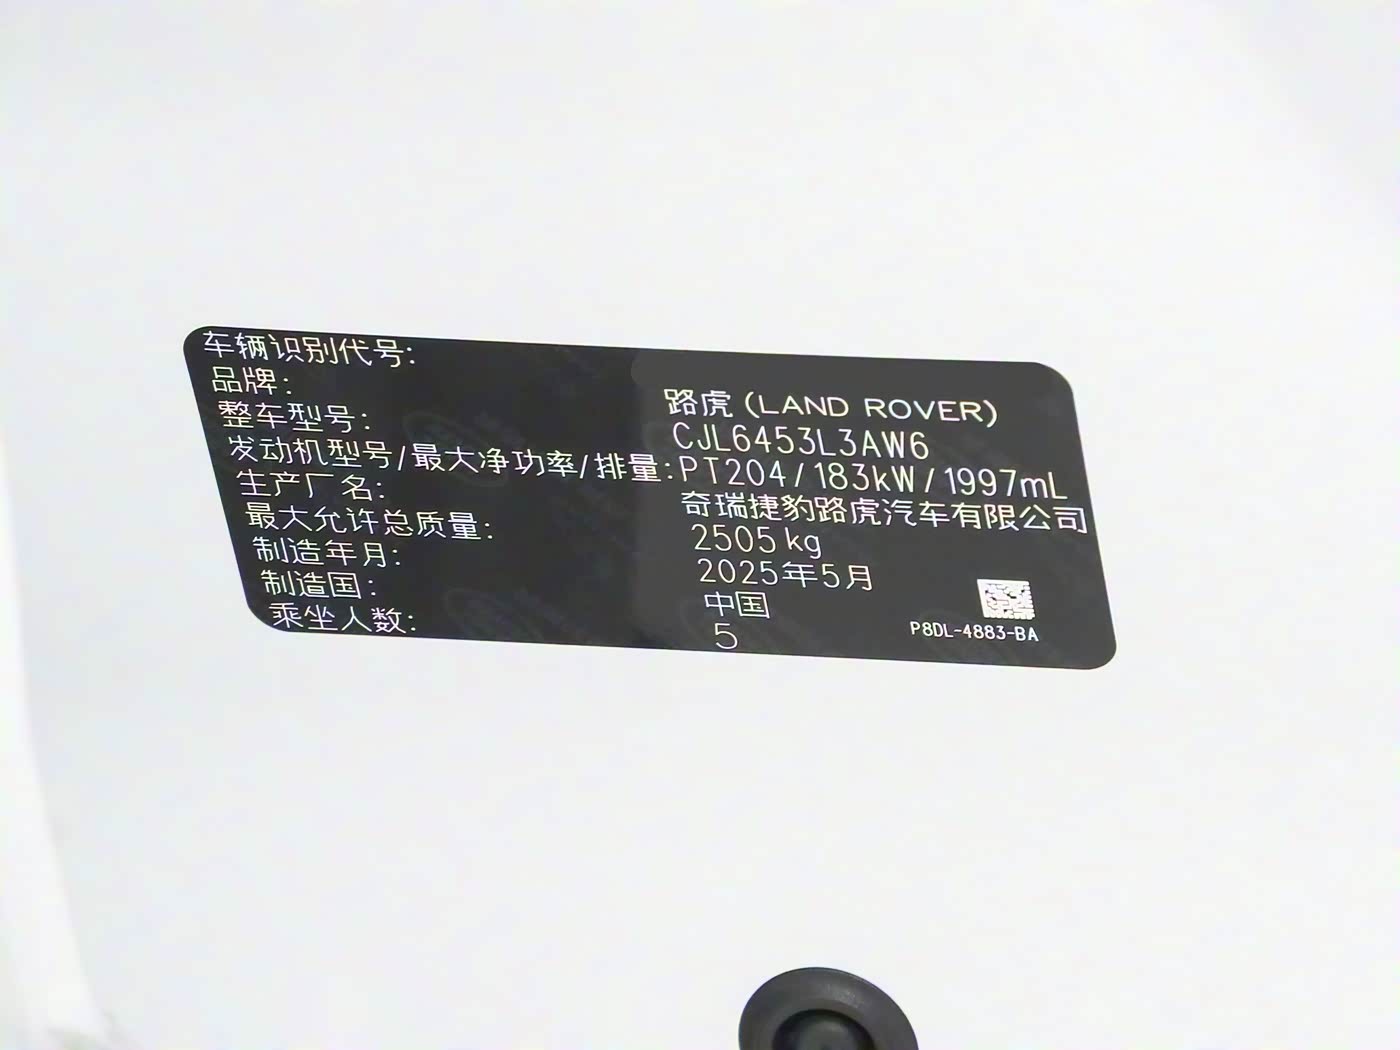 车辆识别代号:
品牌: 路虎 (LAND ROVER)
整车型号: CJL6453L3AW6
发动机型号/最大净功率/排量: PT204/183kW/1997mL
生产厂名: 奇瑞捷豹路虎汽车有限公司
最大允许总质量: 2505kg
制造年月: 2025年5月
制造国: 中国
乘坐人数: 5
P8DL-4883-BA